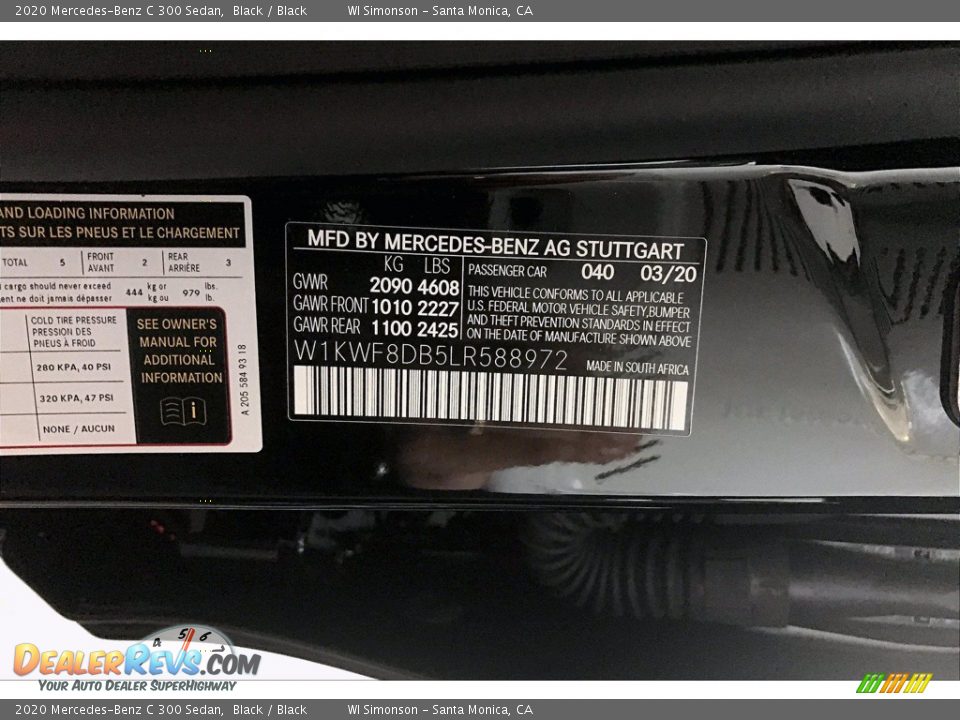 2020 Mercedes-Benz C 300 Sedan, Black / Black WI Simonson - Santa Monica, CA
AND LOADING INFORMATION
TS SUR LES PNEUS ET LE CHARGEMENT
TOTAL 5 FRONT AVANT 2 REAR ARRIÈRE 3
cargo should never exceed
ent ne doit jamais dépasser 444 kg or kg ou 979 lbs. lb.
COLD TIRE PRESSURE
PRESSION DES
PNEUS À FROID
280 KPA, 40 PSI
320 KPA, 47 PSI
NONE / AUCUN
SEE OWNER'S
MANUAL FOR
ADDITIONAL
INFORMATION
i
A 205 584 93 18
MFD BY MERCEDES-BENZ AG STUTTGART
KG LBS
GWR 2090 4608
GAWR FRONT 1010 2227
GAWR REAR 1100 2425
PASSENGER CAR 040 03/20
THIS VEHICLE CONFORMS TO ALL APPLICABLE
U.S. FEDERAL MOTOR VEHICLE SAFETY,BUMPER
AND THEFT PREVENTION STANDARDS IN EFFECT
ON THE DATE OF MANUFACTURE SHOWN ABOVE
W1KWF8DB5LR588972 MADE IN SOUTH AFRICA
4 5 6
DEALERREVS.COM
YOUR AUTO DEALER SUPERHIGHWAY
2020 Mercedes-Benz C 300 Sedan, Black / Black WI Simonson - Santa Monica, CA